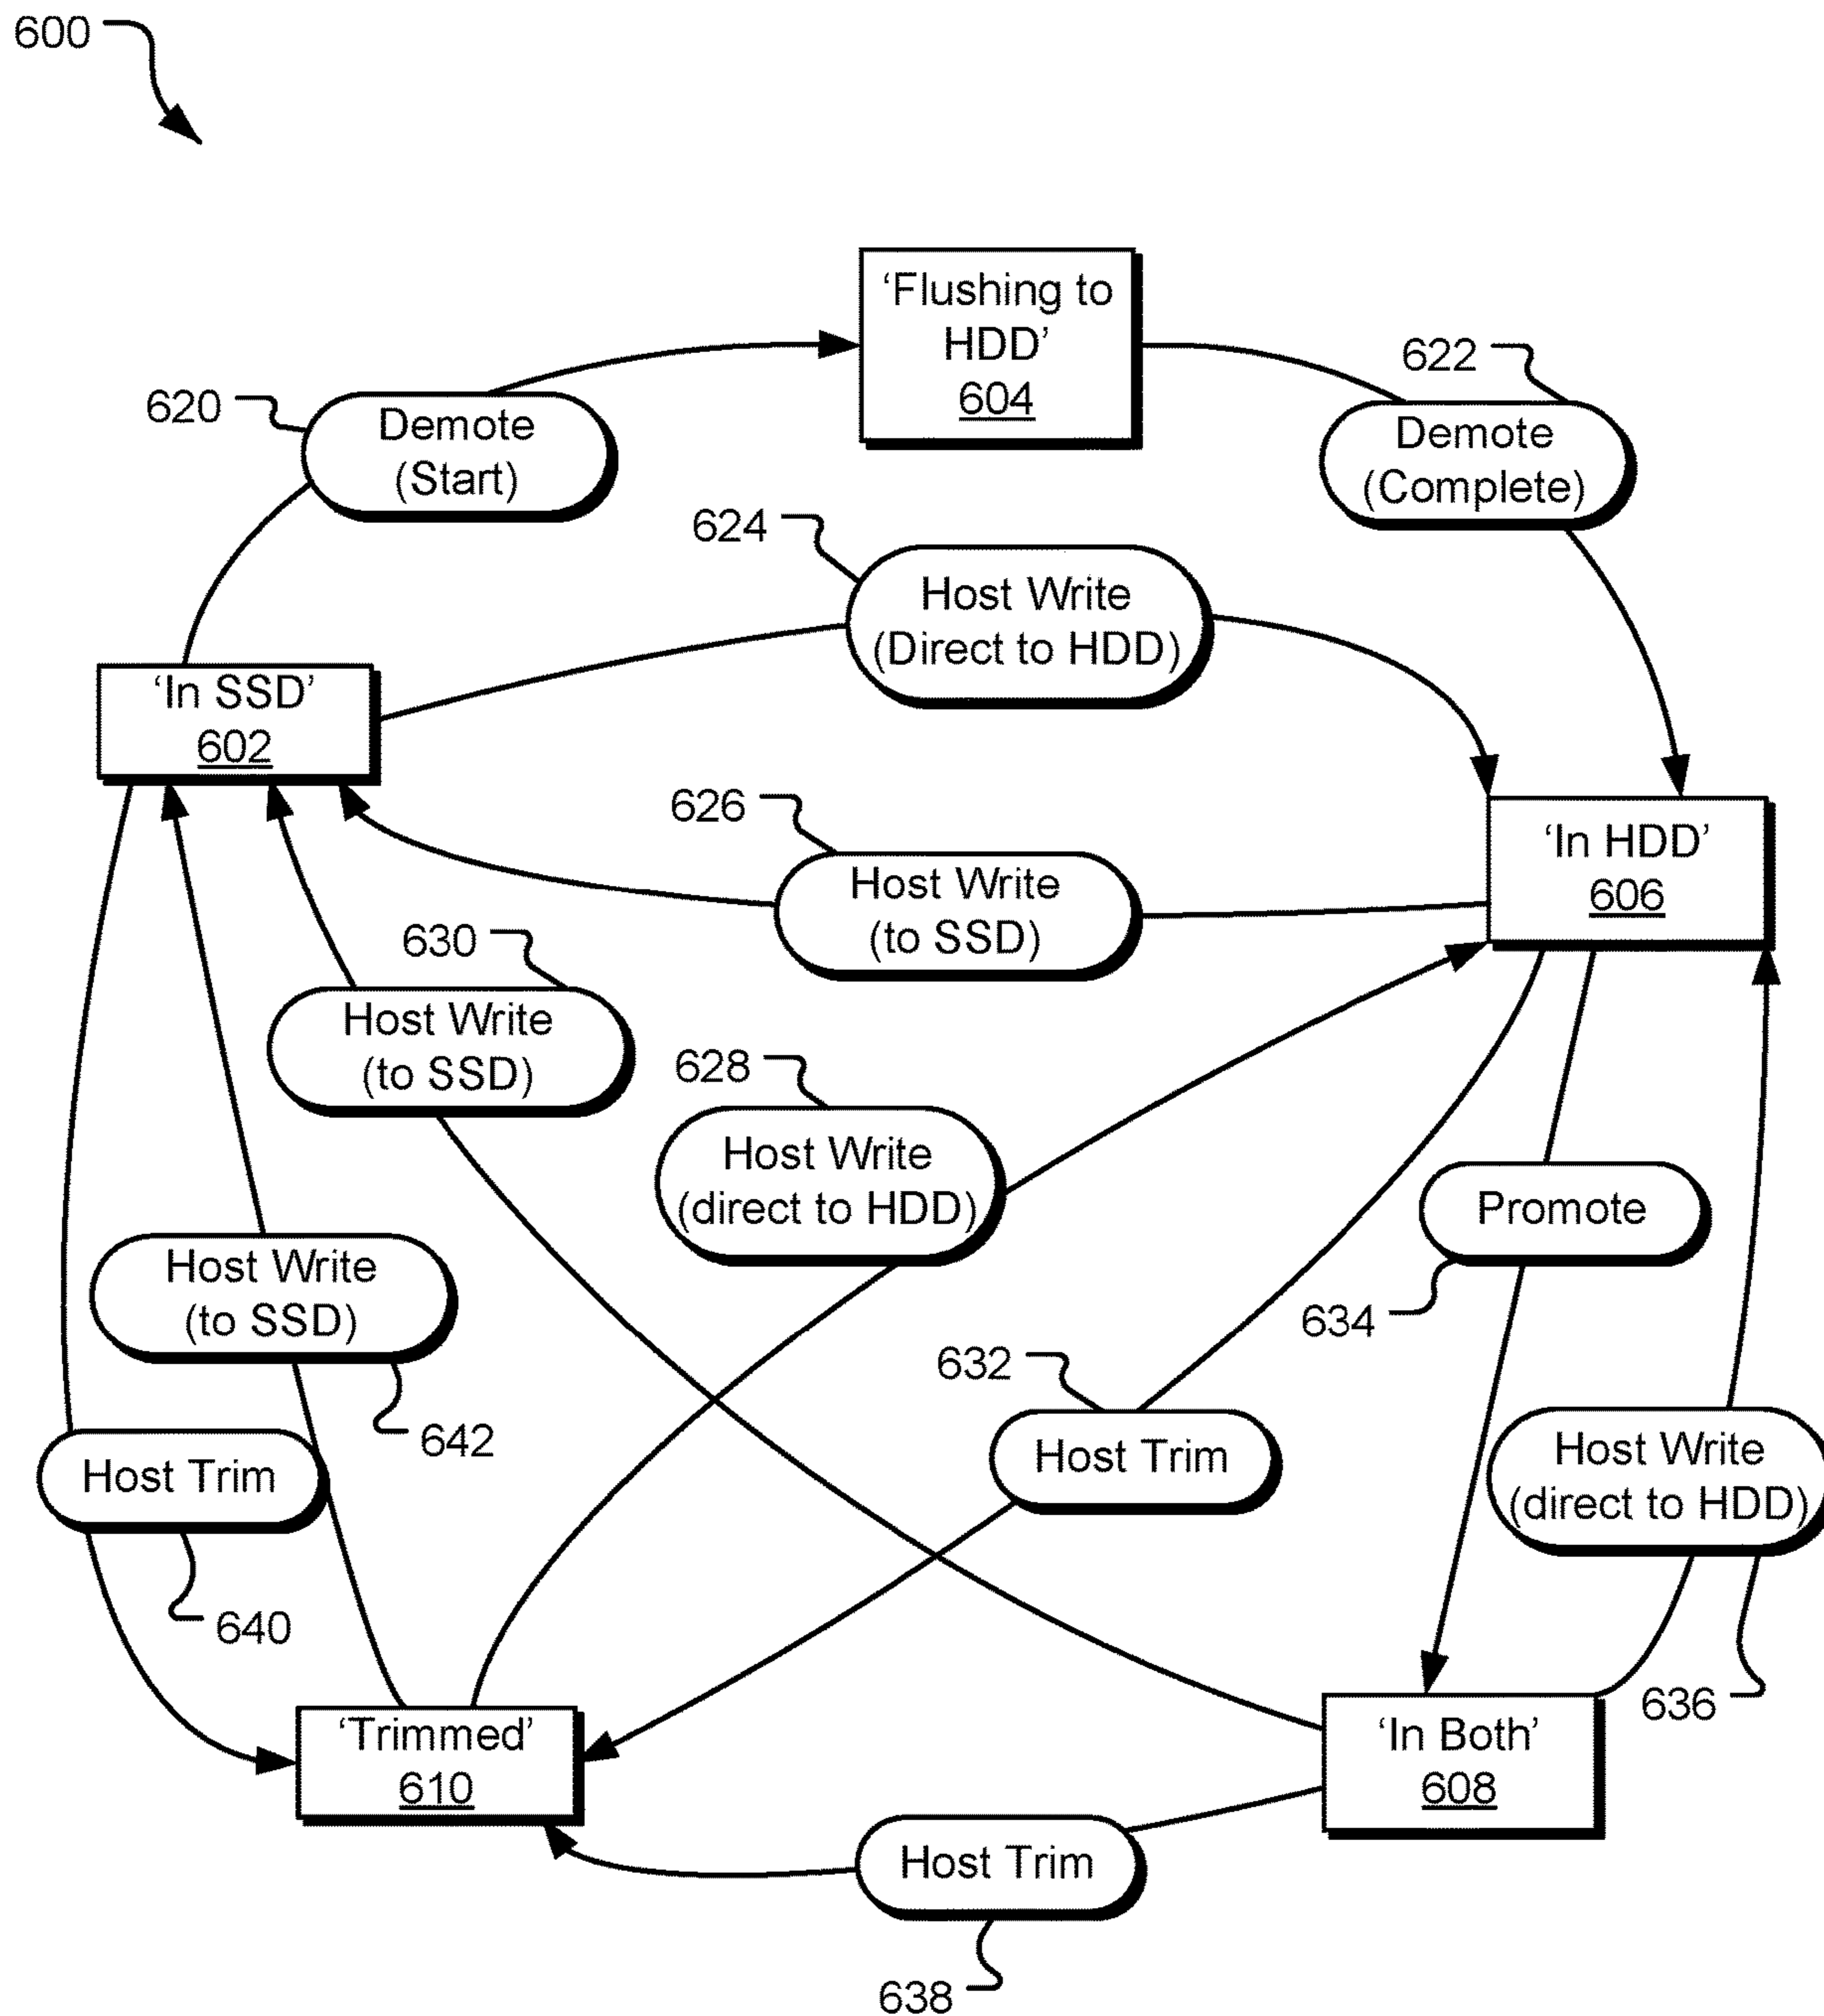 600
‘Flushing to
HDD’
604
622
620
Demote
(Start)
Demote
(Complete)
624
Host Write
(Direct to HDD)
‘In SSD’
602
626
‘In HDD’
606
Host Write
(to SSD)
630
Host Write
(to SSD)
628
Host Write
(direct to HDD)
Promote
634
Host Write
(to SSD)
642
632
Host Trim
Host Trim
640
Host Write
(direct to HDD)
636
‘Trimmed’
610
‘In Both’
608
Host Trim
638